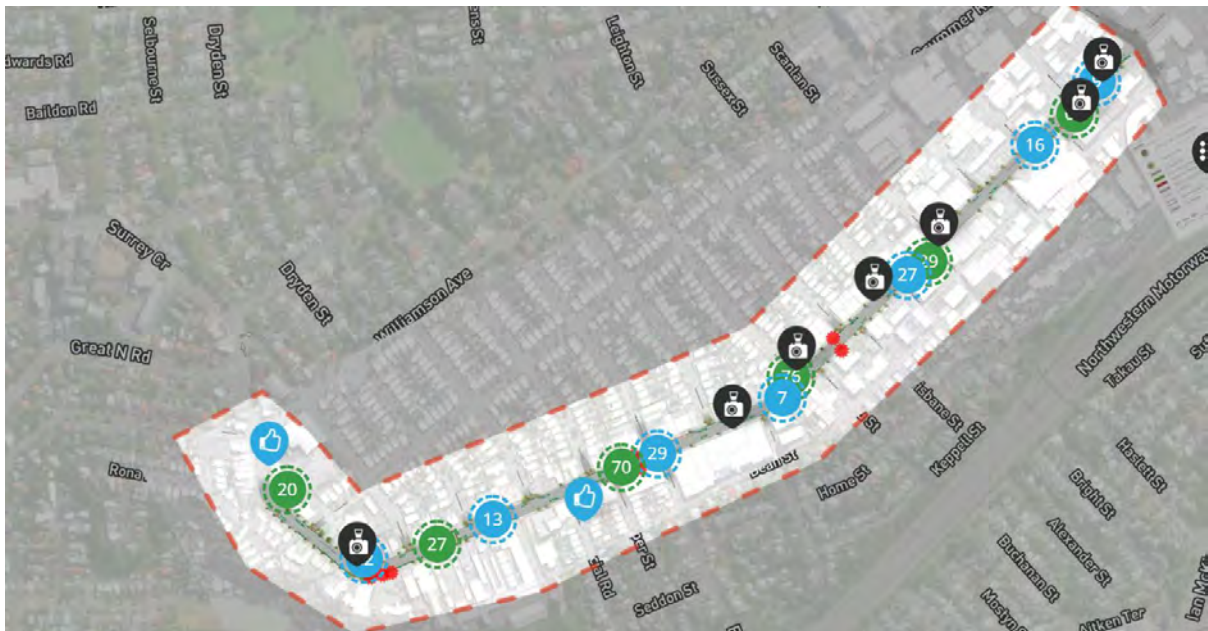 Edwards Rd
Selbourne St
Dryden St
Baildon Rd
Leighton St
Sussex St
Scanlan St
16
Surrey Cr
Dryden St
Williamson Ave
Great N Rd
29
27
Northwestern Motorway
Takau St
7
Keppell St
Haslett St
29
70
Home St
Bright St
20
13
27
Alexander St
Buchanan St
Seddon St
Aitken Ter